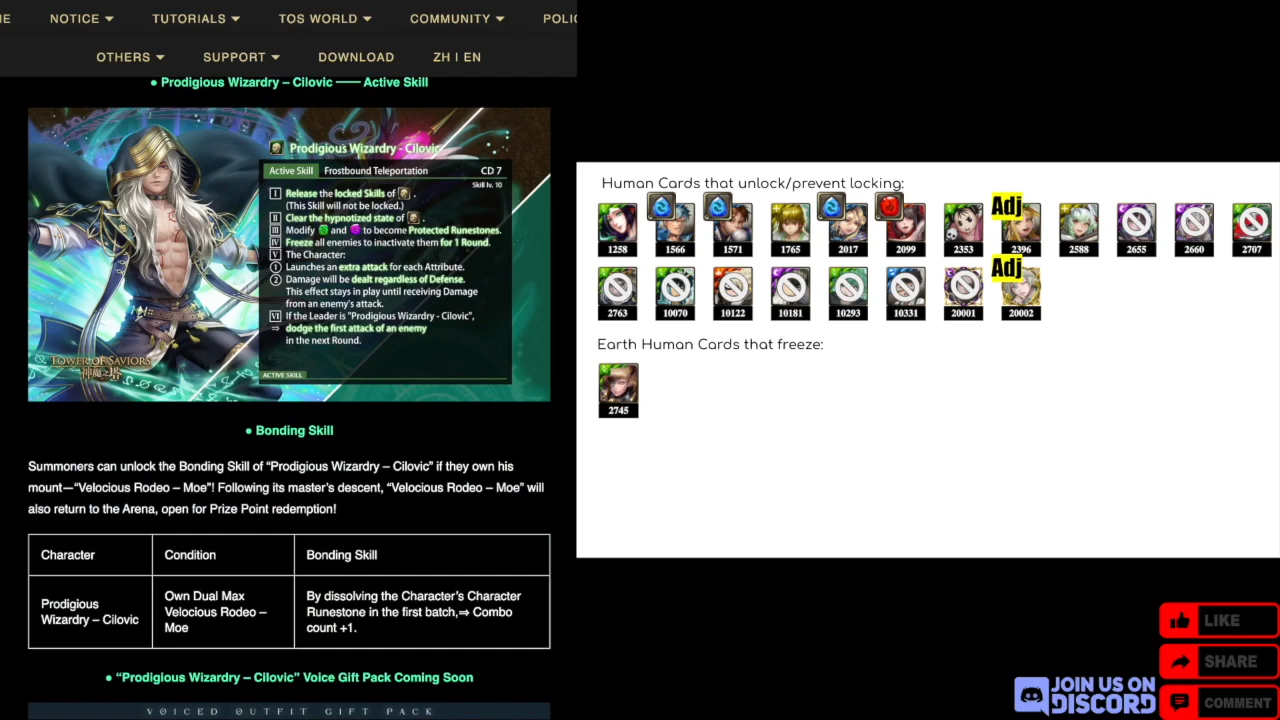 NOTICE
TUTORIALS
TOS WORLD
COMMUNITY
OTHERS
SUPPORT
DOWNLOAD
ZH | EN
● Prodigious Wizardry – Cilovic —— Active Skill
Prodigious Wizardry - Cilovic
Active Skill Frostbound Teleportation CD 7
Skill lv. 10
I Release the locked Skills of .
(This Skill will not be locked.)
II Clear the hypnotized state of .
III Modify and to become Protected Runestones.
IV Freeze all enemies to inactivate them for 1 Round.
V The Character:
1 Launches an extra attack for each Attribute.
2 Damage will be dealt regardless of Defense.
This effect stays in play until receiving Damage
from an enemy's attack.
VI If the Leader is "Prodigious Wizardry - Cilovic",
⇒ dodge the first attack of an enemy
in the next Round.
TOWER OF SAVIORS
神魔之塔
ACTIVE SKILL
● Bonding Skill
Summoners can unlock the Bonding Skill of “Prodigious Wizardry – Cilovic” if they own his
mount—“Velocious Rodeo – Moe”! Following its master’s descent, “Velocious Rodeo – Moe” will
also return to the Arena, open for Prize Point redemption!
Character Condition Bonding Skill
Prodigious
Wizardry – Cilovic
Own Dual Max
Velocious Rodeo –
Moe
By dissolving the Character’s Character
Runestone in the first batch,⇒ Combo
count +1.
● “Prodigious Wizardry – Cilovic” Voice Gift Pack Coming Soon
VOICED OUTFIT GIFT PACK
Human Cards that unlock/prevent locking:
Adj
1258 1566 1571 1765 2017 2099 2353 2396 2588 2655 2660 2707
Adj
2763 10070 10122 10181 10293 10331 20001 20002
Earth Human Cards that freeze:
2745
LIKE
SHARE
COMMENT
JOIN US ON
DISCORD